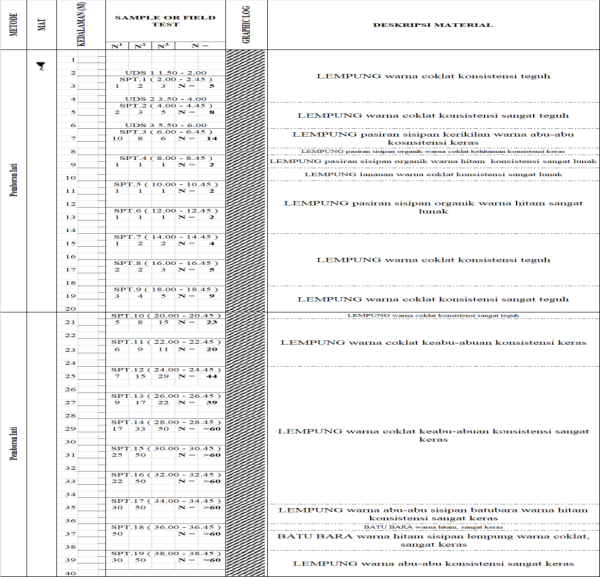 METODE
MAT
KEDALAMAN (M)
SAMPLE OR FIELD TEST
N¹ N² N³ N =
GRAPHIC LOG
DESKRIPSI MATERIAL
Pemboran Inti
1
LEMPUNG warna coklat konsistensi teguh
2 UDS 1 1.50 - 2.00
SPT.1 ( 2.00 - 2.45 )
3 1 2 3 N = 5
4 UDS 2 3.50 - 4.00
SPT.2 ( 4.00 - 4.45 )
5 2 3 5 N = 8
LEMPUNG warna coklat konsistensi sangat teguh
6 UDS 3 5.50 - 6.00
SPT.3 ( 6.00 - 6.45 )
7 10 8 6 N = 14
LEMPUNG pasiran sisipan kerikilan warna abu-abu
kosnsitensi keras
8
LEMPUNG pasiran sisipan organik warna coklat kehitaman konsistensi keras
SPT.4 ( 8.00 - 8.45 )
9 1 1 1 N = 2
LEMPUNG pasiran sisipan organik warna hitam konsistensi sangat lunak
10
LEMPUNG lanauan warna coklat konsistensi sangat lunak
SPT.5 ( 10.00 - 10.45 )
11 1 1 1 N = 2
12
LEMPUNG pasiran sisipan organik warna hitam sangat
lunak
SPT.6 ( 12.00 - 12.45 )
13 1 1 1 N = 2
14
SPT.7 ( 14.00 - 14.45 )
15 1 2 2 N = 4
16
LEMPUNG warna coklat konsistensi teguh
SPT.8 ( 16.00 - 16.45 )
17 2 2 3 N = 5
18
SPT.9 ( 18.00 - 18.45 )
19 3 4 5 N = 9
LEMPUNG warna coklat konsistensi sangat teguh
20
Pemboran Inti
SPT.10 ( 20.00 - 20.45 )
LEMPUNG warna coklat konsistensi sangat teguh
21 5 8 15 N = 23
22
SPT.11 ( 22.00 - 22.45 )
LEMPUNG warna coklat keabu-abuan konsistensi keras
23 6 9 11 N = 20
24
SPT.12 ( 24.00 - 24.45 )
25 7 15 29 N = 44
26
SPT.13 ( 26.00 - 26.45 )
27 9 17 22 N = 39
28
SPT.14 ( 28.00 - 28.45 )
29 17 33 50 N = >60
LEMPUNG warna coklat keabu-abuan konsistensi sangat
keras
30
SPT.15 ( 30.00 - 30.45 )
31 25 50 N = >60
32
SPT.16 ( 32.00 - 32.45 )
33 22 50 N = >60
34
SPT.17 ( 34.00 - 34.45 )
35 30 50 N = >60
LEMPUNG warna abu-abu sisipan batubara warna hitam
konsistensi sangat keras
36
SPT.18 ( 36.00 - 36.45 )
BATU BARA warna hitam, sangat keras
37 50 N = >60
BATU BARA warna hitam sisipan lempung warna coklat,
sangat keras
38
SPT.19 ( 38.00 - 38.45 )
39 30 50 N = >60
LEMPUNG warna abu-abu konsistensi sangat keras
40